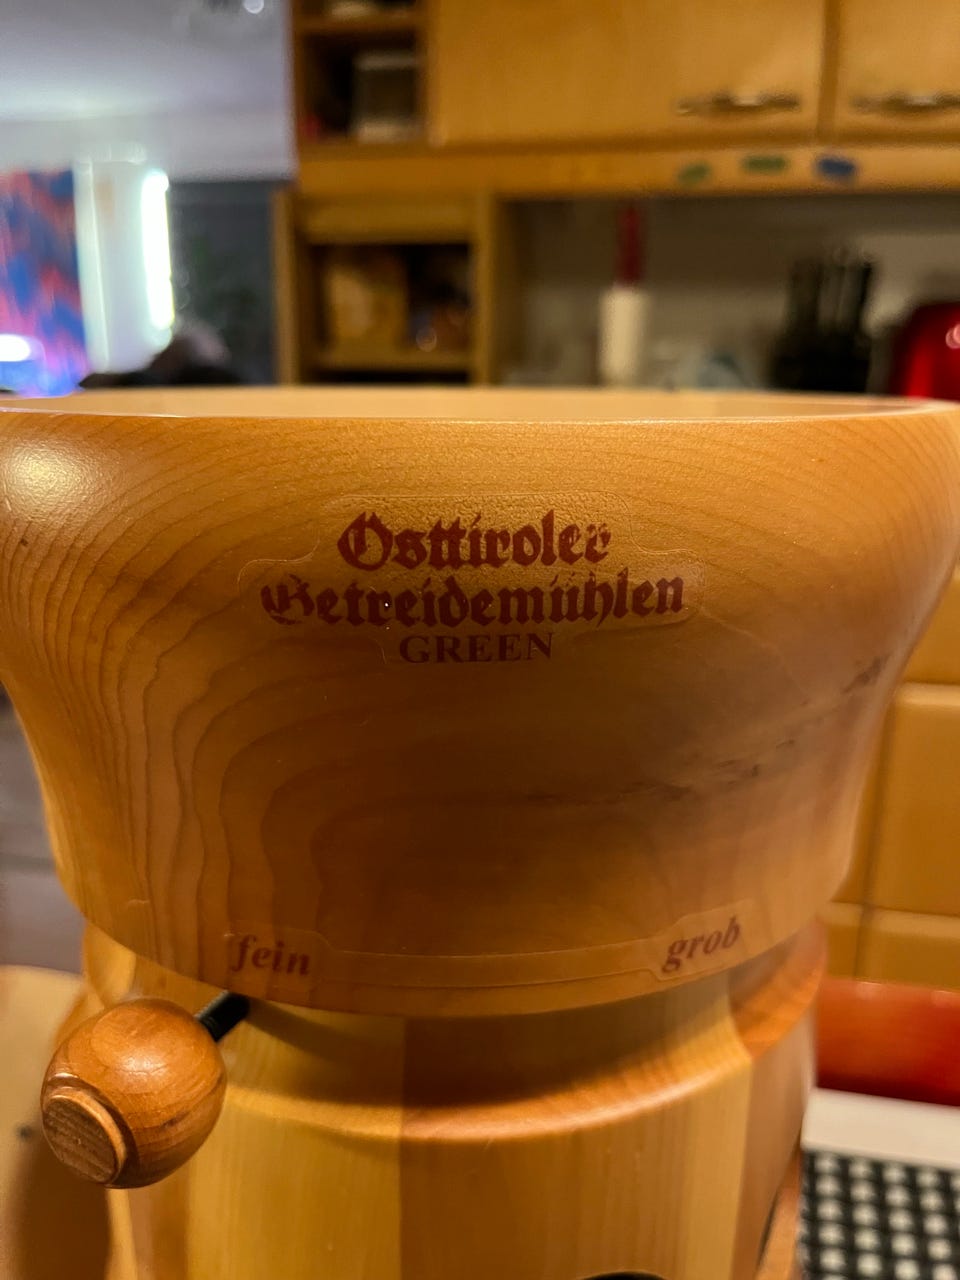 Osttiroler
Getreidemühlen
GREEN
fein grob